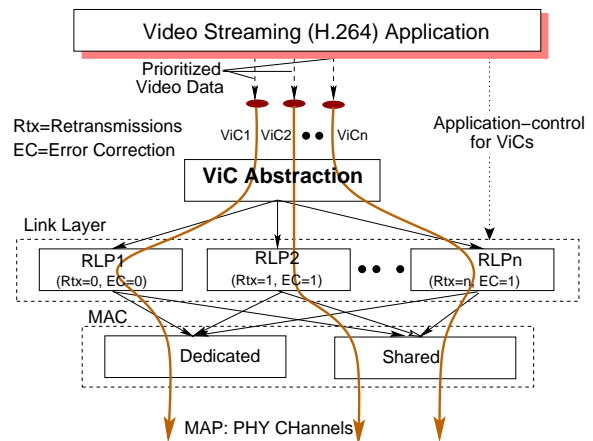 Video Streaming (H.264) Application
Prioritized
Video Data
Rtx=Retransmissions
EC=Error Correction
ViC1 ViC2 ViCn
Application−control
for ViCs
ViC Abstraction
Link Layer
RLP1
(Rtx=0, EC=0)
RLP2
(Rtx=1, EC=1)
RLPn
(Rtx=n, EC=1)
MAC
Dedicated
Shared
MAP: PHY CHannels